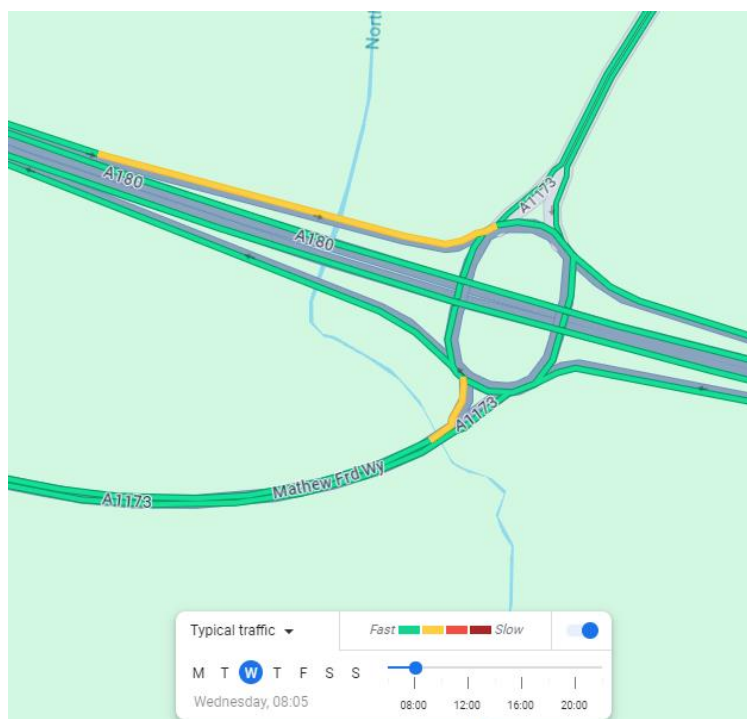 North
A180
A180
A1173
A1173
Mathew Frd Wy
A1173
Typical traffic
Fast Slow
M T W T F S S
Wednesday, 08:05
08:00 12:00 16:00 20:00